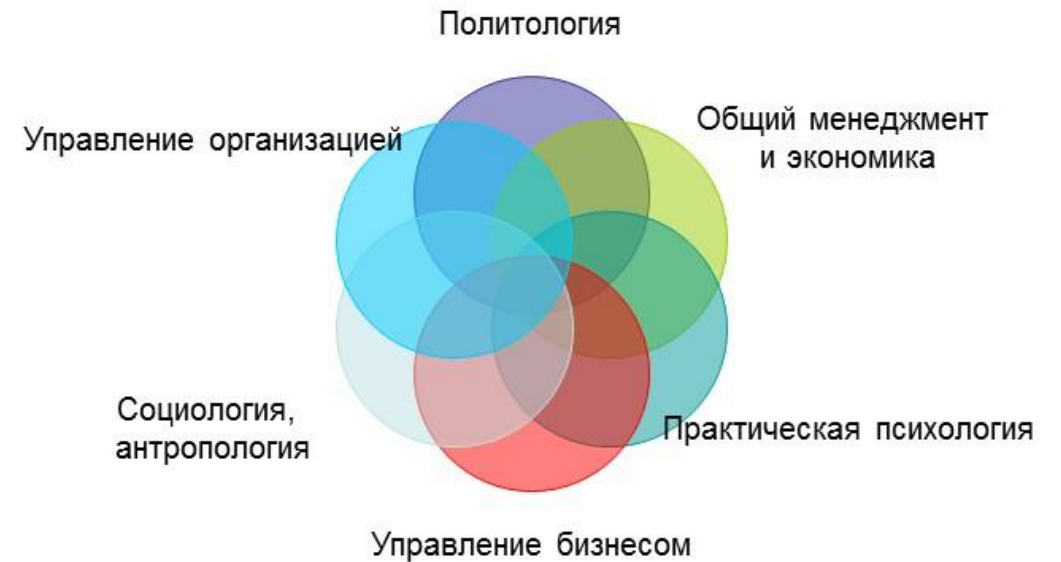 Политология
Общий менеджмент
и экономика
Управление организацией
Социология,
антропология
Практическая психология
Управление бизнесом